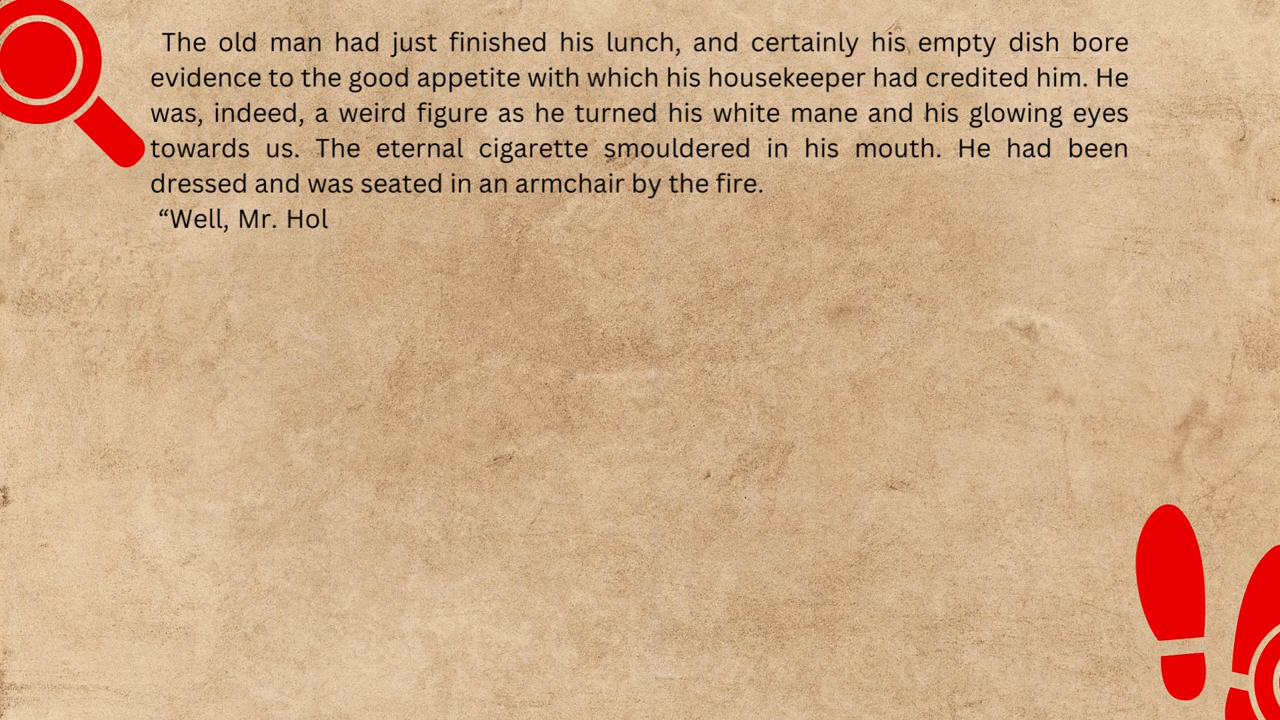 The old man had just finished his lunch, and certainly his empty dish bore
evidence to the good appetite with which his housekeeper had credited him. He
was, indeed, a weird figure as he turned his white mane and his glowing eyes
towards us. The eternal cigarette smouldered in his mouth. He had been
dressed and was seated in an armchair by the fire.
“Well, Mr. Hol